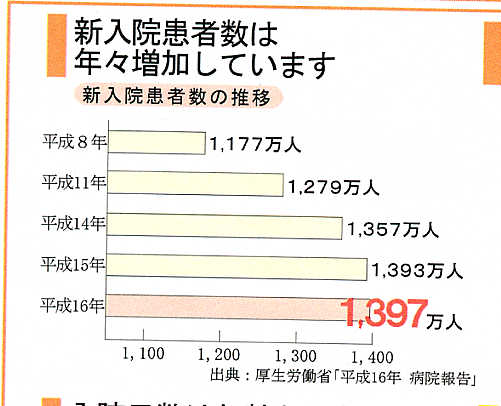 新入院患者数は
年々増加しています
新入院患者数の推移
平成8年 1,177万人
平成11年 1,279万人
平成14年 1,357万人
平成15年 1,393万人
平成16年 1,397万人
1,100 1,200 1,300 1,400
出典：厚生労働省「平成16年 病院報告」